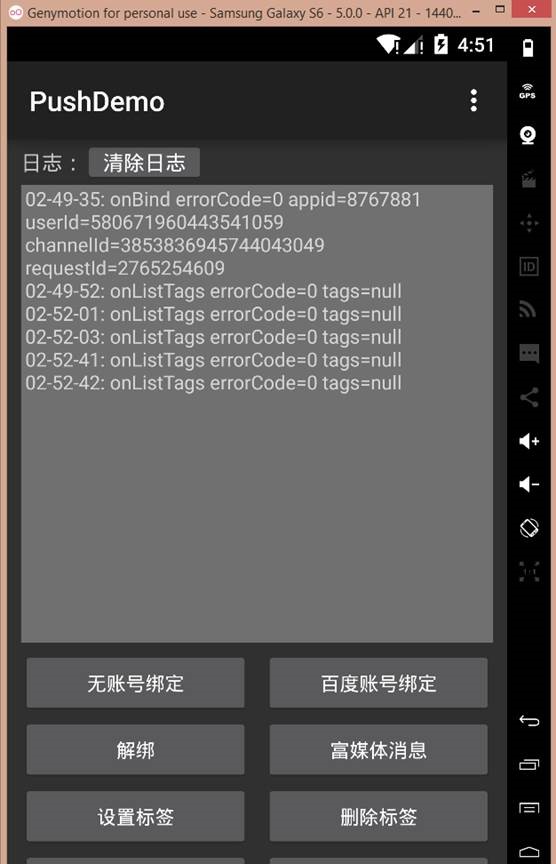 Genymotion for personal use - Samsung Galaxy S6 - 5.0.0 - API 21 - 1440...
4:51
GPS
PushDemo
日志： 清除日志
02-49-35: onBind errorCode=0 appid=8767881
userId=580671960443541059
channelId=3853836945744043049
requestId=2765254609
02-49-52: onListTags errorCode=0 tags=null
02-52-01: onListTags errorCode=0 tags=null
02-52-03: onListTags errorCode=0 tags=null
02-52-41: onListTags errorCode=0 tags=null
02-52-42: onListTags errorCode=0 tags=null
ID
1:1
无账号绑定 百度账号绑定
解绑 富媒体消息
设置标签 删除标签